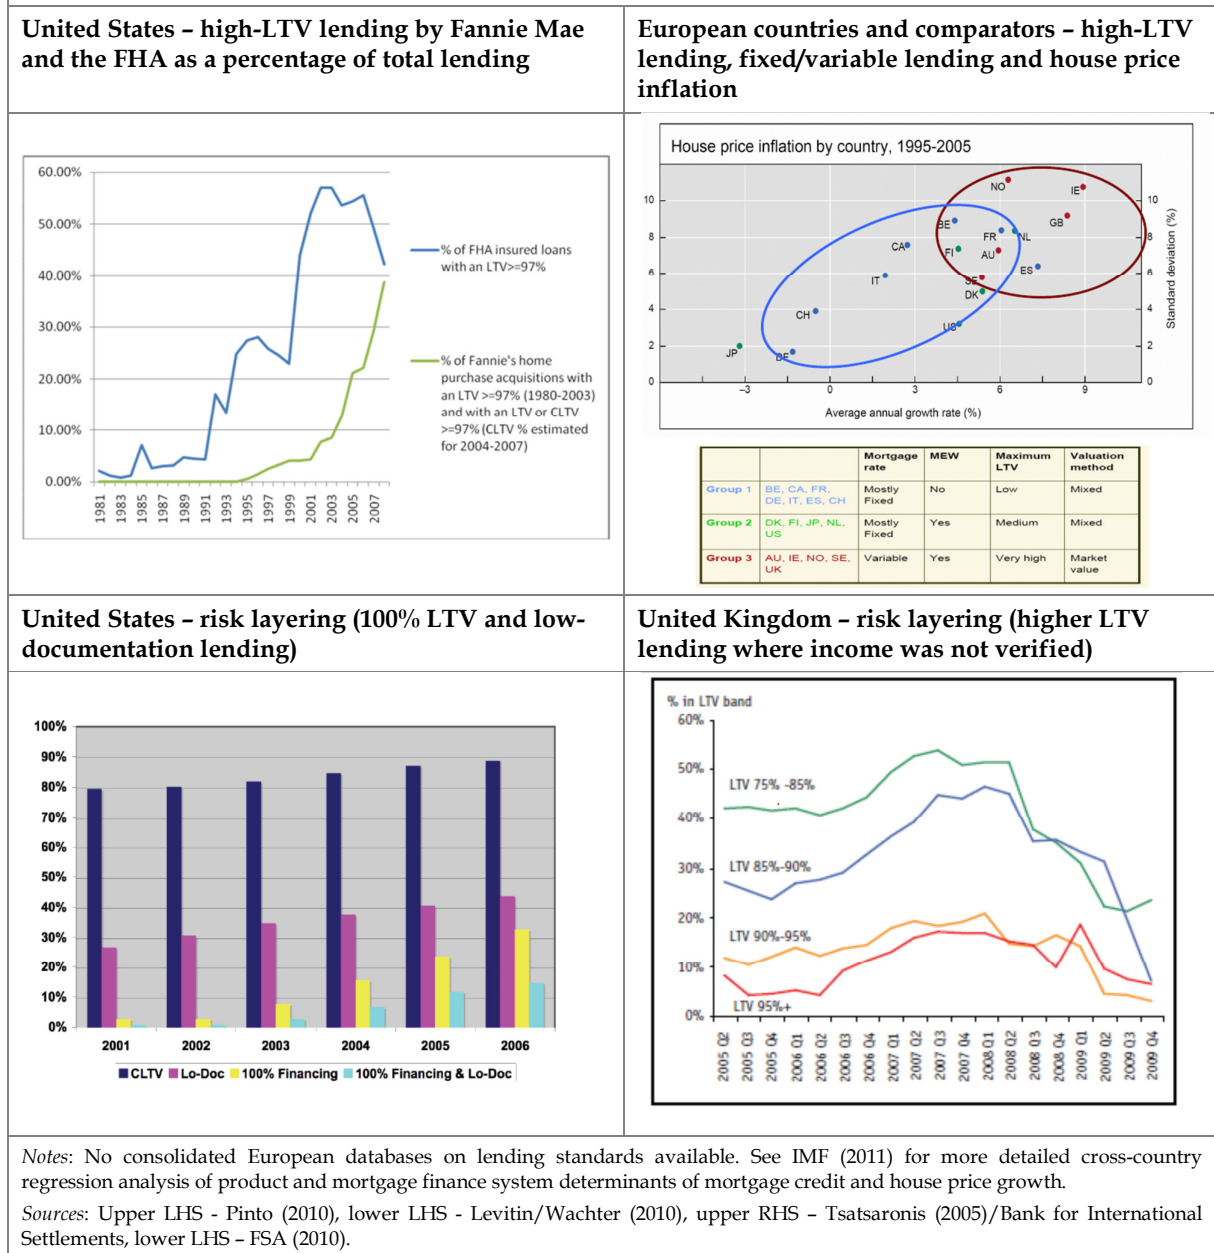 United States – high-LTV lending by Fannie Mae
and the FHA as a percentage of total lending
European countries and comparators – high-LTV
lending, fixed/variable lending and house price
inflation
60.00%
50.00%
40.00%
30.00%
20.00%
10.00%
0.00%
1981
1983
1985
1987
1989
1991
1993
1995
1997
1999
2001
2003
2005
2007
% of FHA insured loans
with an LTV>=97%
% of Fannie's home
purchase acquisitions with
an LTV >=97% (1980-2003)
and with an LTV or CLTV
>=97% (CLTV % estimated
for 2004-2007)
House price inflation by country, 1995-2005
10
8
6
4
2
0
10
8
6
4
2
0
Standard deviation (%)
NO
IE
GB
BE
FR
NL
CA
FI
AU
ES
IT
SE
DK
CH
US
JP
DE
–3
0
3
6
9
Average annual growth rate (%)
Mortgage rate MEW Maximum LTV Valuation method
Group 1 BE, CA, FR, DE, IT, ES, CH Mostly Fixed No Low Mixed
Group 2 DK, FI, JP, NL, US Mostly Fixed Yes Medium Mixed
Group 3 AU, IE, NO, SE, UK Variable Yes Very high Market value
United States – risk layering (100% LTV and low-
documentation lending)
United Kingdom – risk layering (higher LTV
lending where income was not verified)
100%
90%
80%
70%
60%
50%
40%
30%
20%
10%
0%
2001 2002 2003 2004 2005 2006
CLTV Lo-Doc 100% Financing 100% Financing & Lo-Doc
% in LTV band
60%
50%
40%
30%
20%
10%
0%
LTV 75% -85%
LTV 85%-90%
LTV 90%-95%
LTV 95%+
2005 Q2
2005 Q3
2005 Q4
2006 Q1
2006 Q2
2006 Q3
2006 Q4
2007 Q1
2007 Q2
2007 Q3
2007 Q4
2008 Q1
2008 Q2
2008 Q3
2008 Q4
2009 Q1
2009 Q2
2009 Q3
2009 Q4
Notes: No consolidated European databases on lending standards available. See IMF (2011) for more detailed cross-country
regression analysis of product and mortgage finance system determinants of mortgage credit and house price growth.
Sources: Upper LHS - Pinto (2010), lower LHS - Levitin/Wachter (2010), upper RHS – Tsatsaronis (2005)/Bank for International
Settlements, lower LHS – FSA (2010).